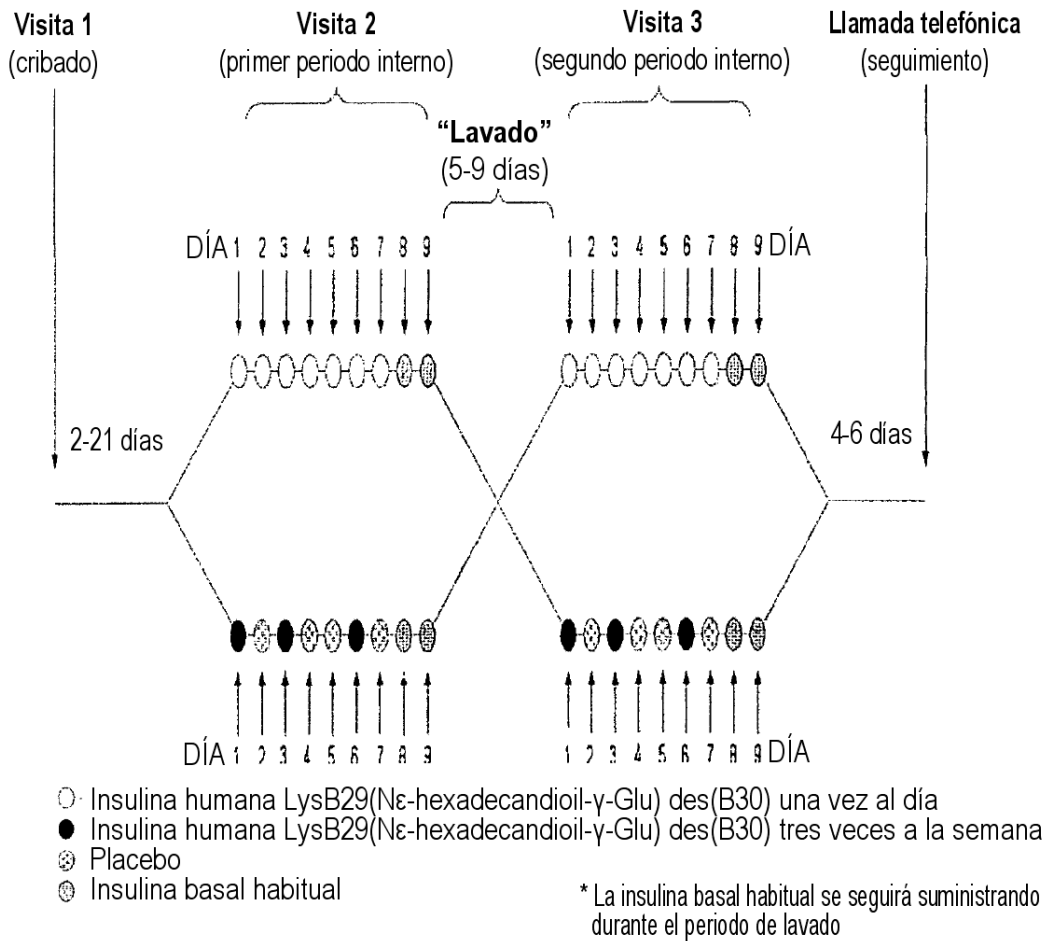 Visita 1
(cribado)
Visita 2
(primer periodo interno)
Visita 3
(segundo periodo interno)
Llamada telefónica
(seguimiento)
“Lavado”
(5-9 días)
DÍA 1 2 3 4 5 6 7 8 9
1 2 3 4 5 6 7 8 9 DÍA
2-21 días
4-6 días
DÍA 1 2 3 4 5 6 7 8 9
1 2 3 4 5 6 7 8 9 DÍA
Insulina humana LysB29(Nε-hexadecandioil-γ-Glu) des(B30) una vez al día
Insulina humana LysB29(Nε-hexadecandioil-γ-Glu) des(B30) tres veces a la semana
Placebo
Insulina basal habitual
* La insulina basal habitual se seguirá suministrando
durante el periodo de lavado